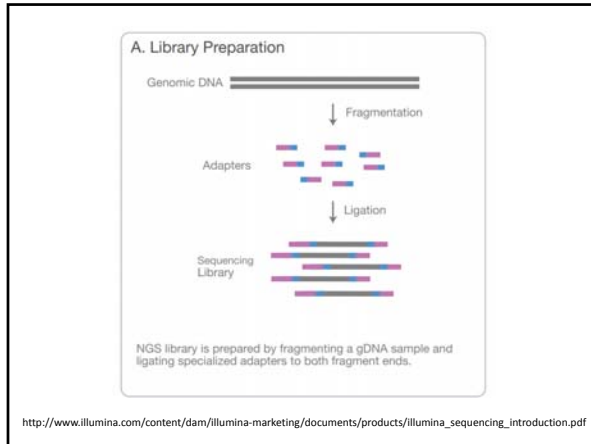 A. Library Preparation
Genomic DNA
Fragmentation
Adapters
Ligation
Sequencing
Library
NGS library is prepared by fragmenting a gDNA sample and
ligating specialized adapters to both fragment ends.
http://www.illumina.com/content/dam/illumina-marketing/documents/products/illumina_sequencing_introduction.pdf